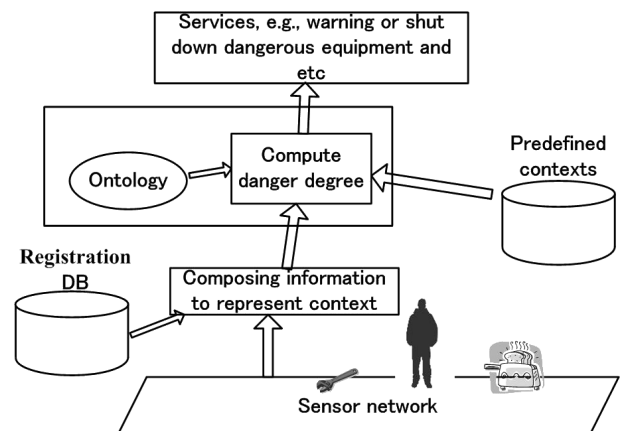 Services, e.g., warning or shut
down dangerous equipment and
etc
Compute
danger degree
Ontology
Predefined
contexts
Registration
DB
Composing information
to represent context
Sensor network